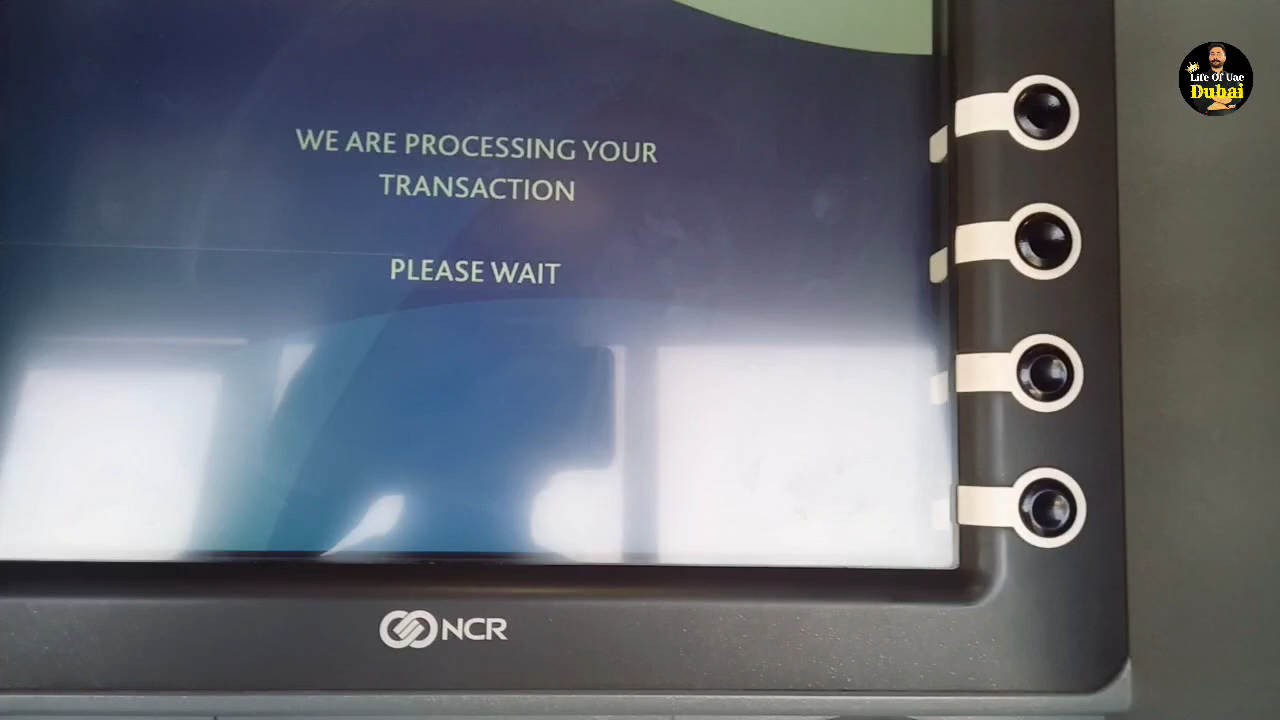 WE ARE PROCESSING YOUR
TRANSACTION
PLEASE WAIT
NCR
Life Of Uae
Dubai